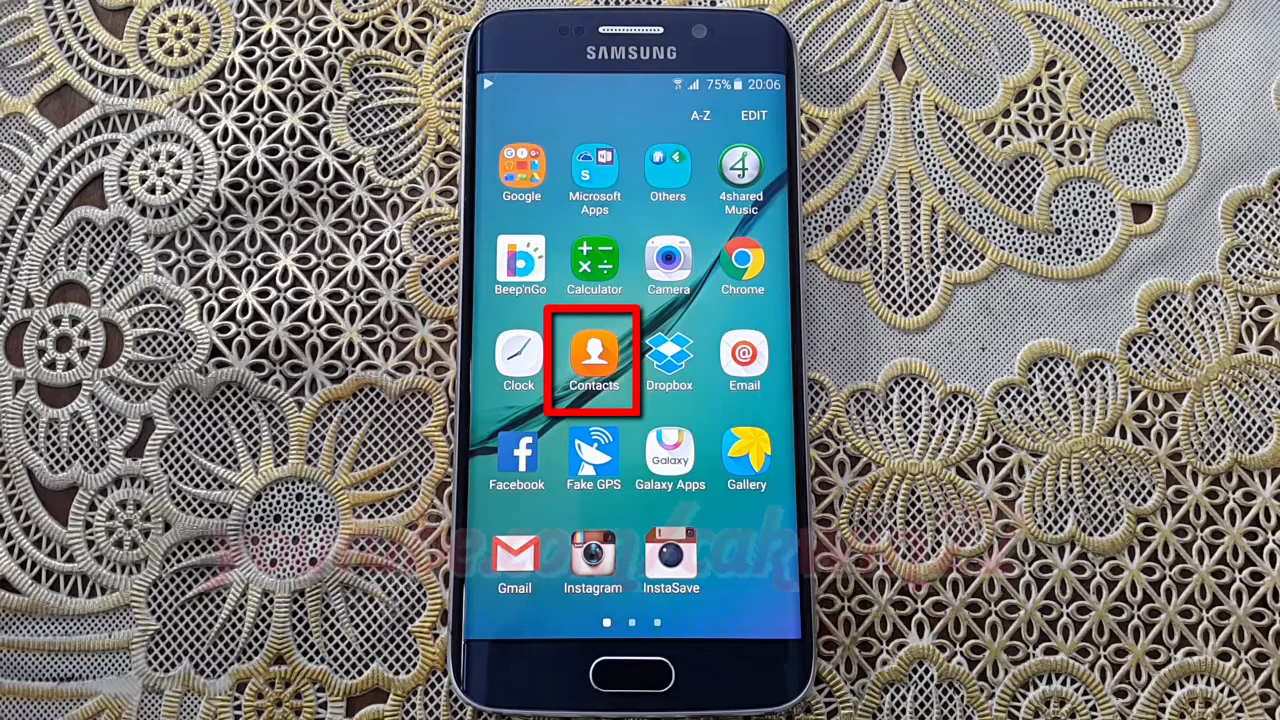 SAMSUNG
75% 20:06
A-Z EDIT
Google Microsoft Apps Others 4shared Music
Beep'nGo Calculator Camera Chrome
Clock Contacts Dropbox Email
Facebook Fake GPS Galaxy Galaxy Apps Gallery
Gmail Instagram InstaSave